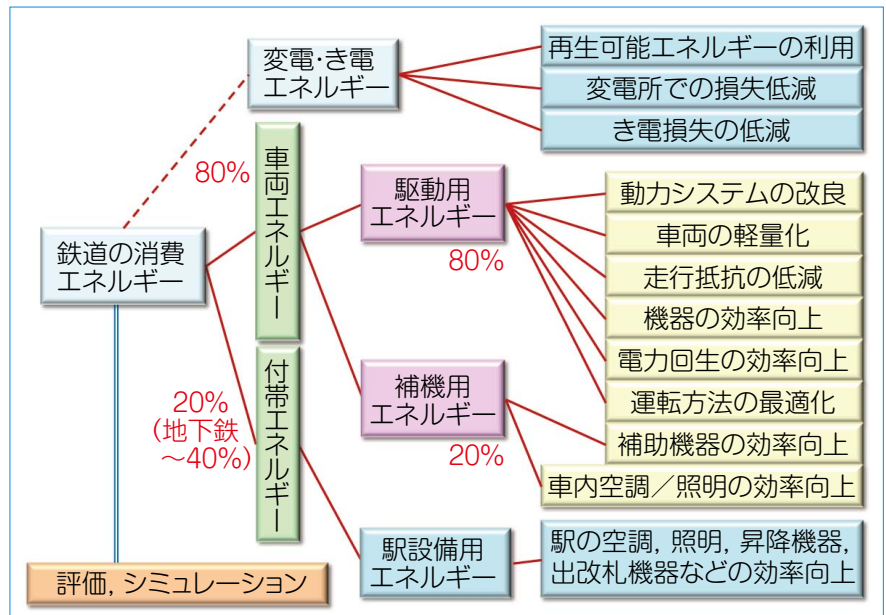 変電・き電
エネルギー
再生可能エネルギーの利用
変電所での損失低減
き電損失の低減
80%
車両エネルギー
駆動用
エネルギー
80%
動力システムの改良
車両の軽量化
走行抵抗の低減
機器の効率向上
電力回生の効率向上
運転方法の最適化
鉄道の消費
エネルギー
20%
(地下鉄
～40%)
付帯エネルギー
補機用
エネルギー
20%
補助機器の効率向上
車内空調／照明の効率向上
駅設備用
エネルギー
駅の空調, 照明, 昇降機器,
出改札機器などの効率向上
評価, シミュレーション